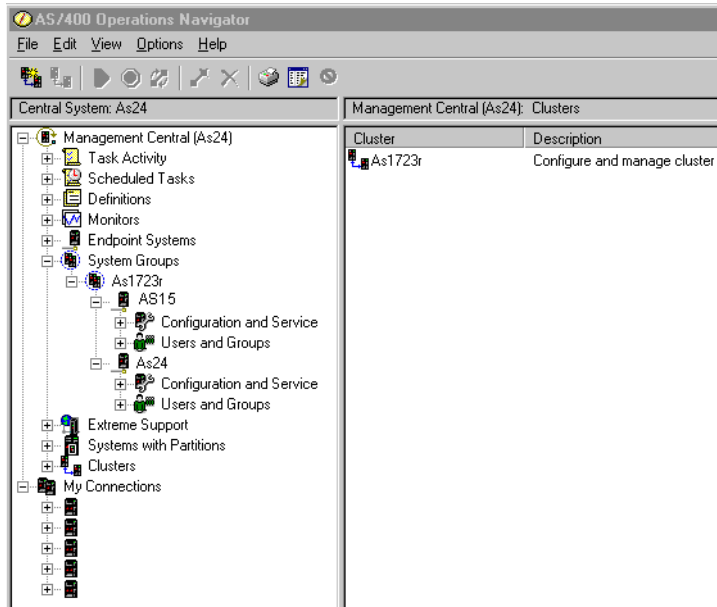 AS/400 Operations Navigator
File Edit View Options Help
Central System: As24
Management Central (As24): Clusters
Management Central (As24)
Task Activity
Scheduled Tasks
Definitions
Monitors
Endpoint Systems
System Groups
As1723r
AS15
Configuration and Service
Users and Groups
As24
Configuration and Service
Users and Groups
Extreme Support
Systems with Partitions
Clusters
My Connections
Cluster Description
As1723r Configure and manage cluster